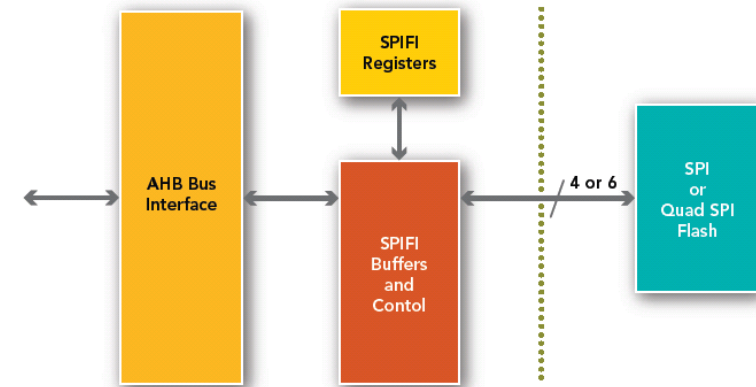 SPIFI
Registers
AHB Bus
Interface
4 or 6
SPI
or
Quad SPI
Flash
SPIFI
Buffers
and
Contol